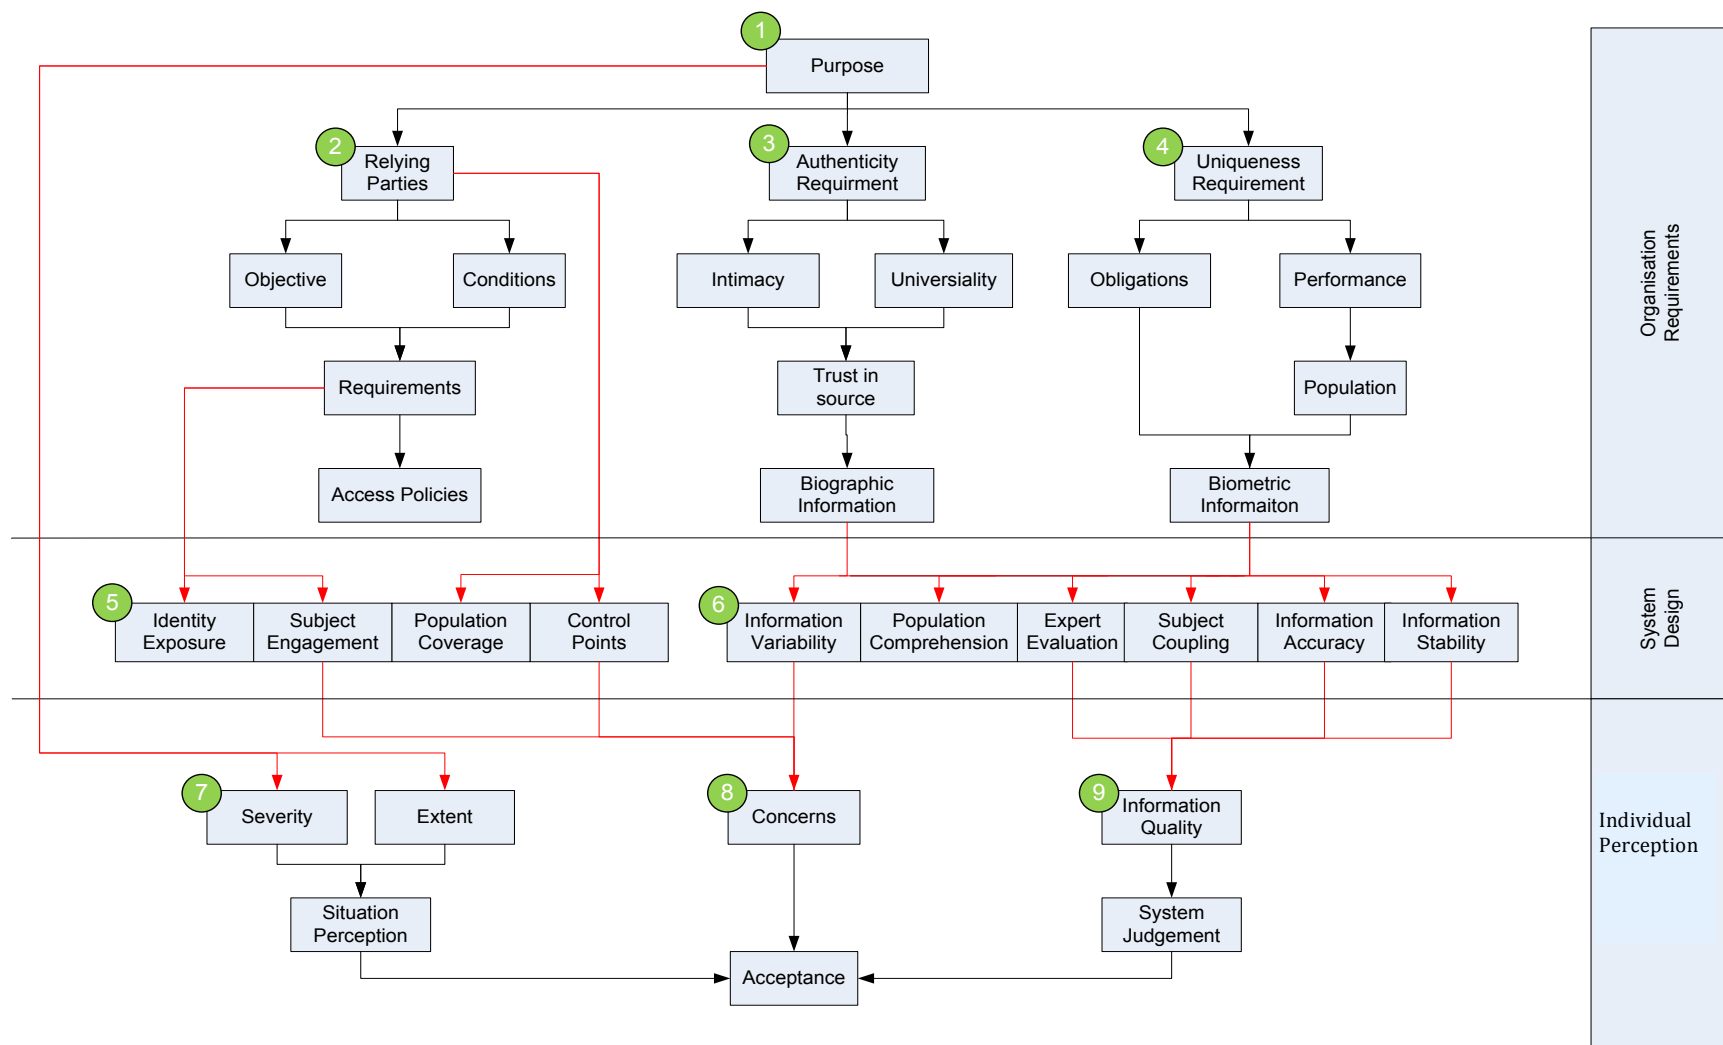 1
Purpose
2
Relying
Parties
3
Authenticity
Requirment
4
Uniqueness
Requirement
Objective
Conditions
Intimacy
Universiality
Obligations
Performance
Requirements
Trust in
source
Population
Access Policies
Biographic
Information
Biometric
Informaiton
Organisation
Requirements
5
Identity
Exposure
Subject
Engagement
Population
Coverage
Control
Points
6
Information
Variability
Population
Comprehension
Expert
Evaluation
Subject
Coupling
Information
Accuracy
Information
Stability
System
Design
7
Severity
Extent
8
Concerns
9
Information
Quality
Individual
Perception
Situation
Perception
System
Judgement
Acceptance